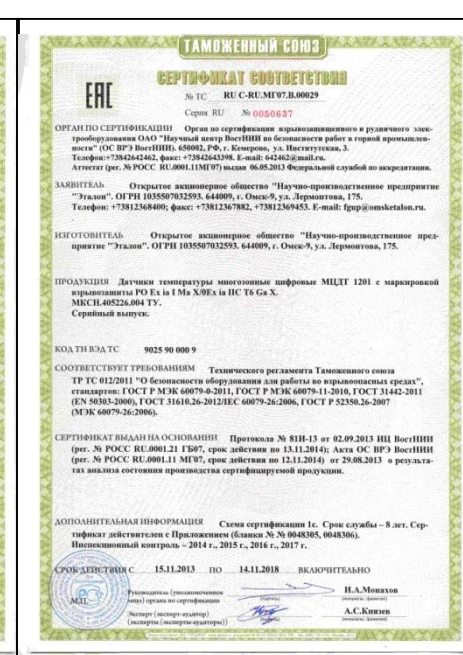 ТАМОЖЕННЫЙ СОЮЗ
ЕАС
СЕРТИФИКАТ СООТВЕТСТВИЯ
№ ТС RU C-RU.МГ07.В.00029
Серия RU № 0050637
ОРГАН ПО СЕРТИФИКАЦИИ Орган по сертификации взрывозащищенного и рудничного элек-
трооборудования ОАО "Научный центр ВостНИИ по безопасности работ в горной промышлен-
ности" (ОС ВРЭ ВостНИИ). 650002, РФ, г. Кемерово, ул. Институтская, 3.
Телефон:+73842642462, факс: +73842643398. E-mail: 642462@mail.ru.
Аттестат (рег. № РОСС RU.0001.11МГ07) выдан 06.05.2013 Федеральной службой по аккредитации.
ЗАЯВИТЕЛЬ Открытое акционерное общество "Научно-производственное предприятие
"Эталон". ОГРН 1035507032593. 644009, г. Омск-9, ул. Лермонтова, 175.
Телефон: +73812368400; факс: +73812367882, +73812369453. E-mail: fgup@omsketalon.ru.
ИЗГОТОВИТЕЛЬ Открытое акционерное общество "Научно-производственное пред-
приятие "Эталон". ОГРН 1035507032593. 644009, г. Омск-9, ул. Лермонтова, 175.
ПРОДУКЦИЯ Датчики температуры многозонные цифровые МЦДТ 1201 с маркировкой
взрывозащиты РО Ex ia I Ma X/0Ex ia IIC T6 Ga X.
МКСН.405226.004 ТУ.
Серийный выпуск.
КОД ТН ВЭД ТС 9025 90 000 9
СООТВЕТСТВУЕТ ТРЕБОВАНИЯМ Технического регламента Таможенного союза
ТР ТС 012/2011 "О безопасности оборудования для работы во взрывоопасных средах",
стандартов: ГОСТ Р МЭК 60079-0-2011, ГОСТ Р МЭК 60079-11-2010, ГОСТ 31442-2011
(EN 50303-2000), ГОСТ 31610.26-2012/IEC 60079-26:2006, ГОСТ Р 52350.26-2007
(МЭК 60079-26:2006).
СЕРТИФИКАТ ВЫДАН НА ОСНОВАНИИ Протокола № 81И-13 от 02.09.2013 ИЦ ВостНИИ
(рег. № РОСС RU.0001.21 ГБ07, срок действия по 13.11.2014); Акта ОС ВРЭ ВостНИИ
(рег. № РОСС RU.0001.11 МГ07, срок действия по 12.11.2014) от 29.08.2013 о результа-
тах анализа состояния производства сертифицируемой продукции.
ДОПОЛНИТЕЛЬНАЯ ИНФОРМАЦИЯ Схема сертификации 1с. Срок службы – 8 лет. Сер-
тификат действителен с Приложением (бланки № № 0048305, 0048306).
Инспекционный контроль – 2014 г., 2015 г., 2016 г., 2017 г.
СРОК ДЕЙСТВИЯ С 15.11.2013 ПО 14.11.2018 ВКЛЮЧИТЕЛЬНО
М.П.
Руководитель (уполномоченное
лицо) органа по сертификации
(подпись)
И.А.Монахов
(инициалы, фамилия)
Эксперт (эксперт-аудитор)
(эксперты (эксперты-аудиторы))
(подпись)
А.С.Князев
(инициалы, фамилия)